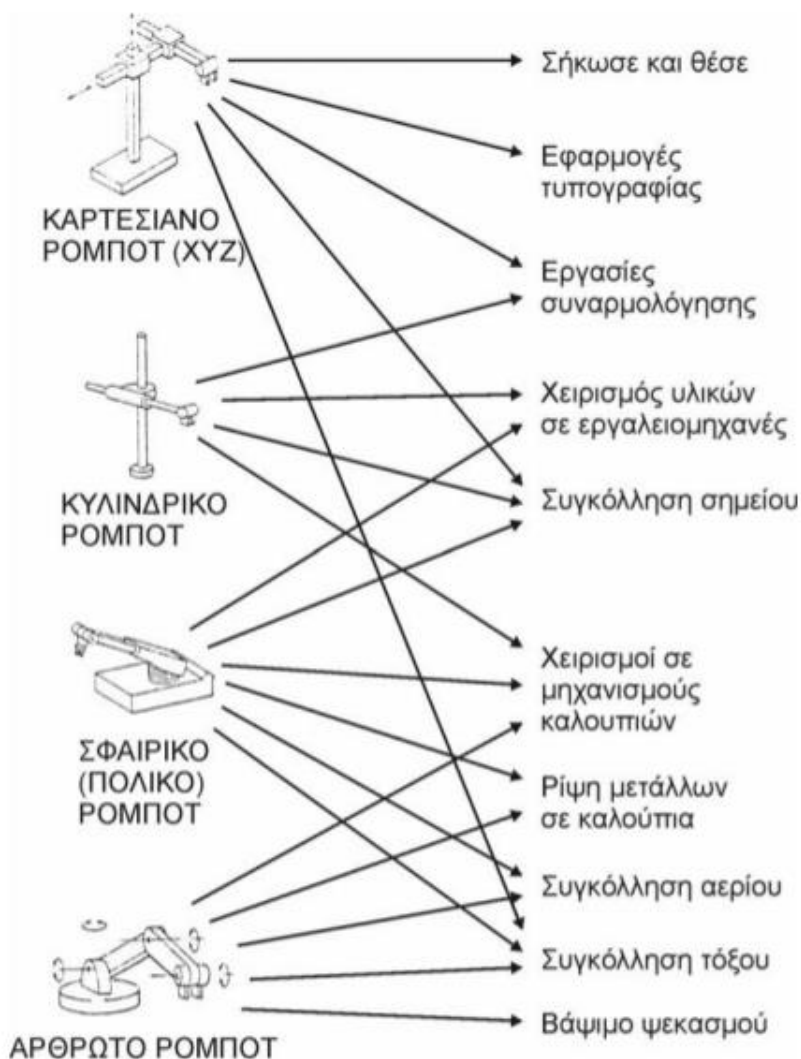 Σήκωσε και θέσε
Εφαρμογές
τυπογραφίας
ΚΑΡΤΕΣΙΑΝΟ
ΡΟΜΠΟΤ (XYZ)
Εργασίες
συναρμολόγησης
Χειρισμός υλικών
σε εργαλειομηχανές
ΚΥΛΙΝΔΡΙΚΟ
ΡΟΜΠΟΤ
Συγκόλληση σημείου
Χειρισμοί σε
μηχανισμούς
καλουπιών
ΣΦΑΙΡΙΚΟ
(ΠΟΛΙΚΟ)
ΡΟΜΠΟΤ
Ρίψη μετάλλων
σε καλούπια
Συγκόλληση αερίου
Συγκόλληση τόξου
Βάψιμο ψεκασμού
ΑΡΘΡΩΤΟ ΡΟΜΠΟΤ